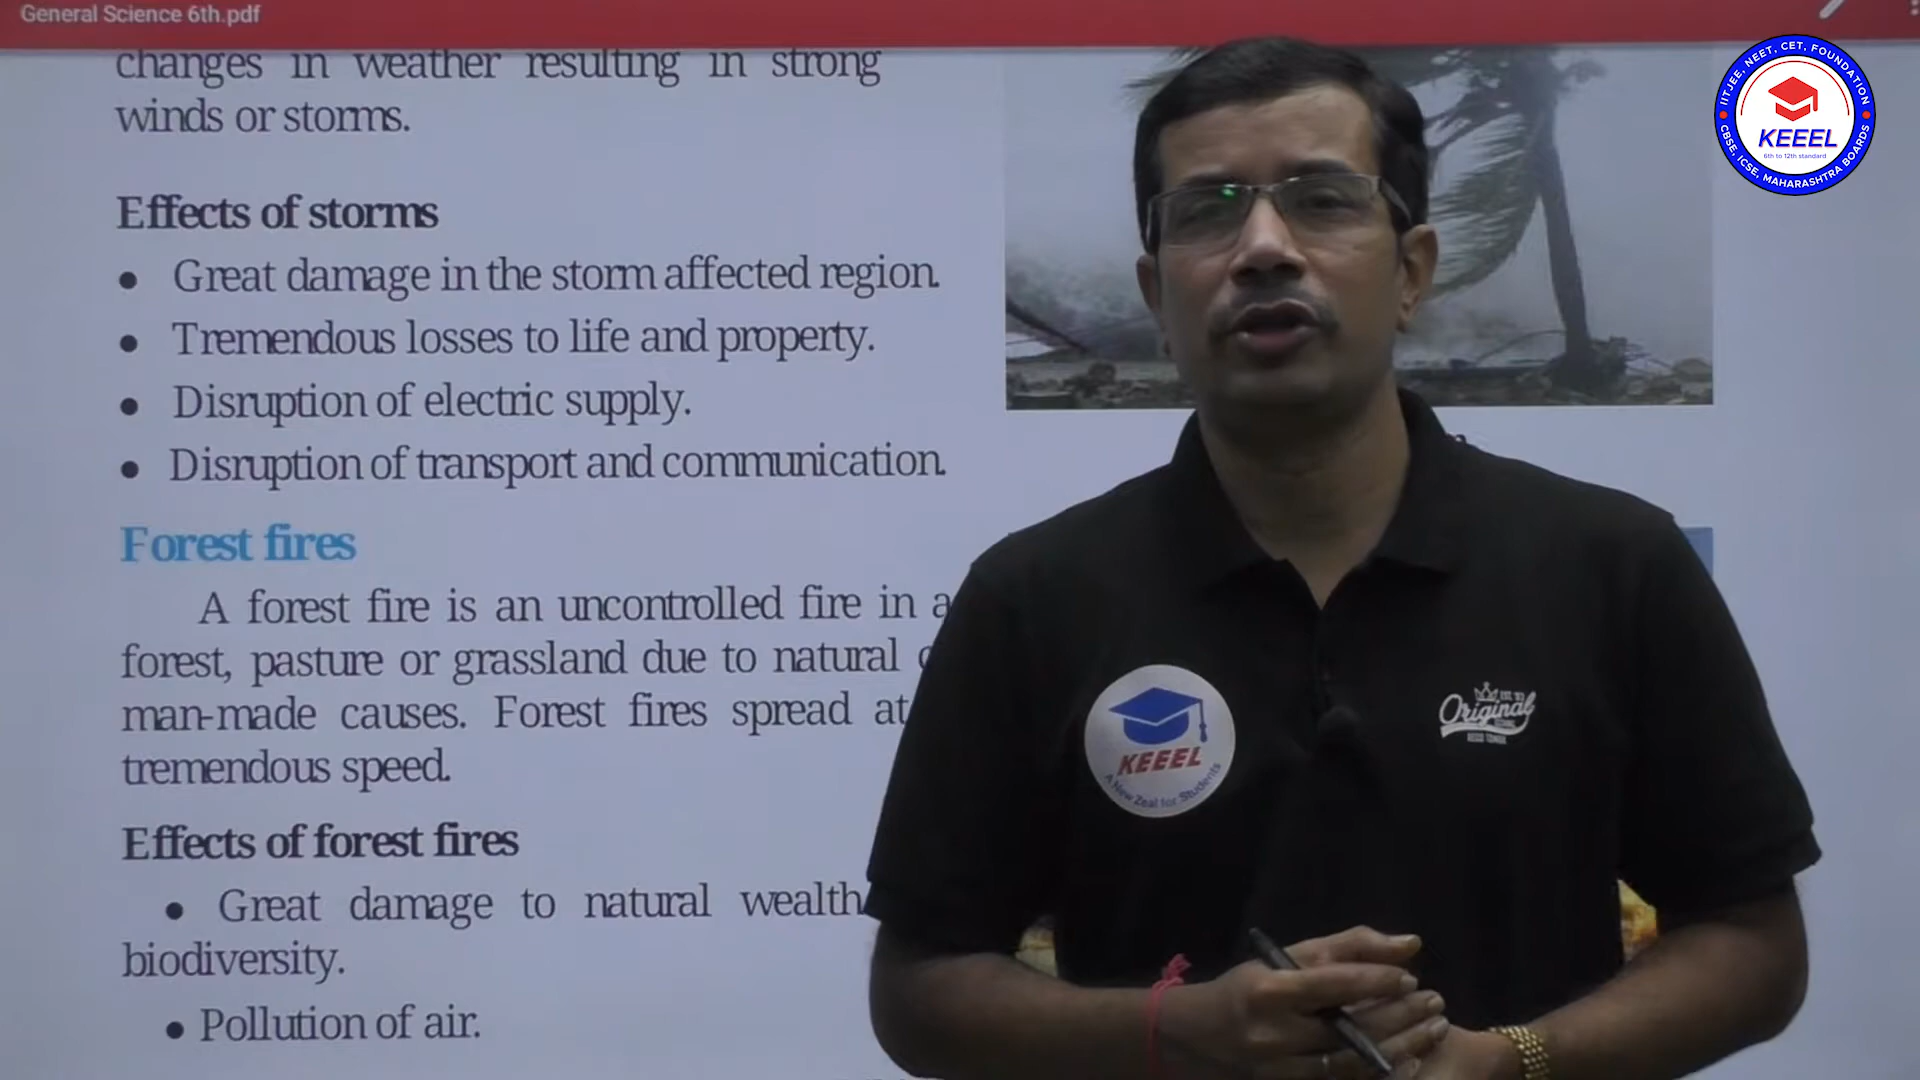 General Science 6th.pdf
changes in weather resulting in strong
winds or storms.
Effects of storms
• Great damage in the storm affected region.
• Tremendous losses to life and property.
• Disruption of electric supply.
• Disruption of transport and communication.
Forest fires
A forest fire is an uncontrolled fire in a
forest, pasture or grassland due to natural
man-made causes. Forest fires spread at
tremendous speed.
Effects of forest fires
• Great damage to natural wealth
biodiversity.
• Pollution of air.
IITJEE, NEET, CET, FOUNDATION
KEEEL
6th to 12th standard
CBSE, ICSE, MAHARASHTRA BOARDS
KEEEL
A New Zeal for Students
Original